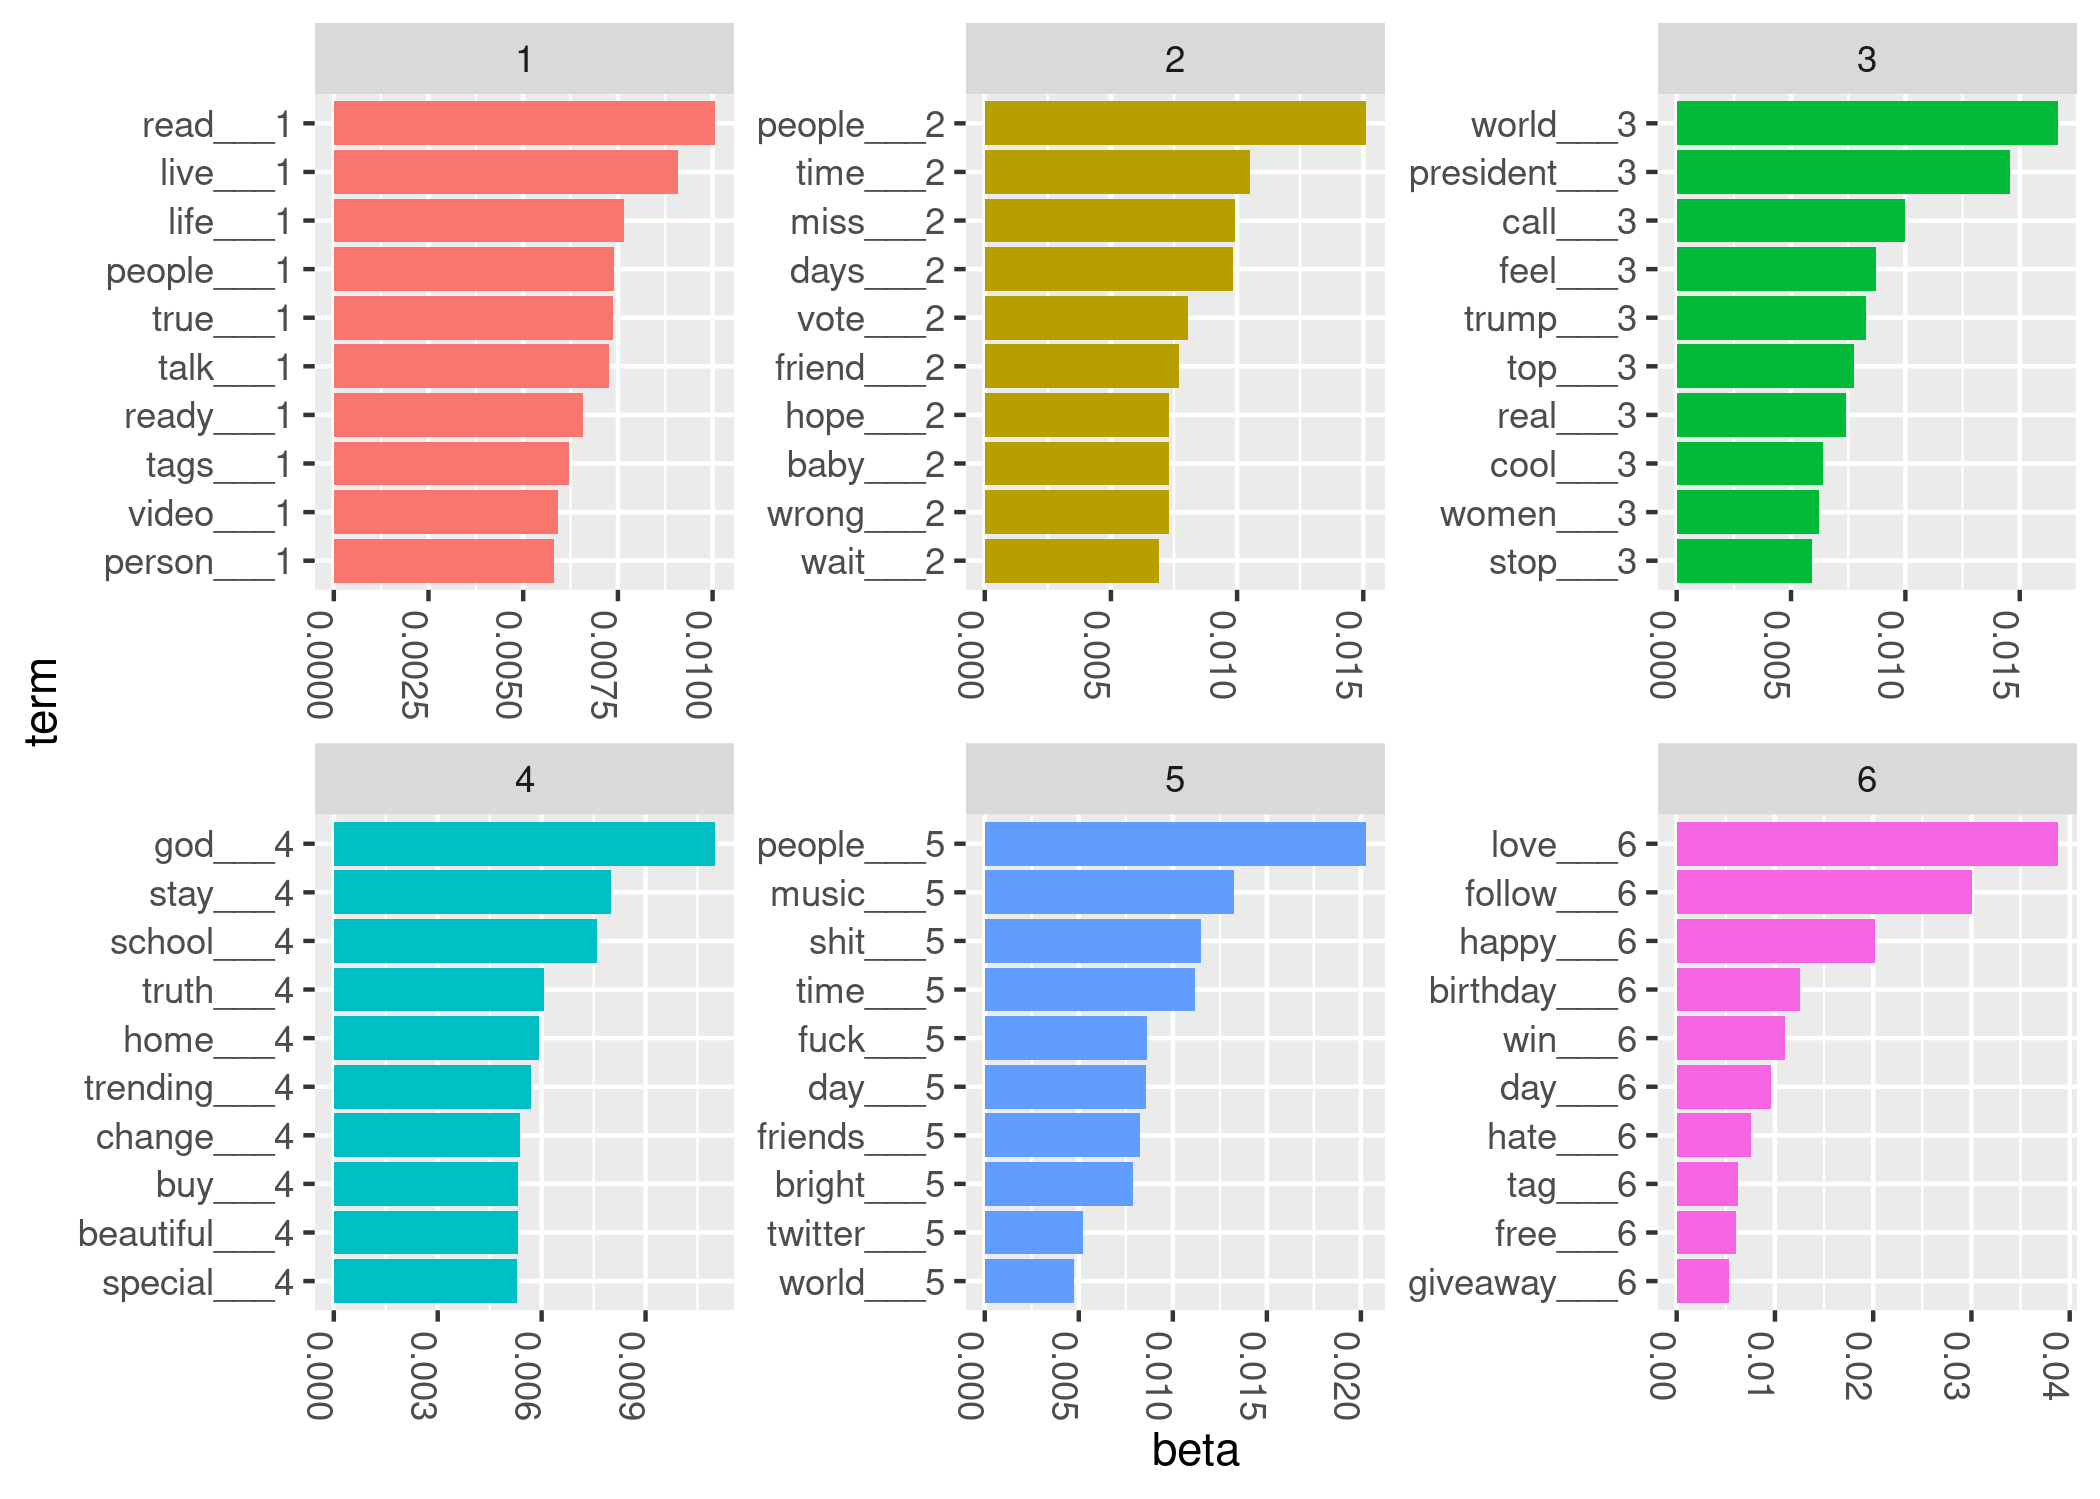 1
read___1
live___1
life___1
people___1
true___1
talk___1
ready___1
tags___1
video___1
person___1
0.0000
0.0025
0.0050
0.0075
0.0100
2
people___2
time___2
miss___2
days___2
vote___2
friend___2
hope___2
baby___2
wrong___2
wait___2
0.000
0.005
0.010
0.015
3
world___3
president___3
call___3
feel___3
trump___3
top___3
real___3
cool___3
women___3
stop___3
0.000
0.005
0.010
0.015
term
4
god___4
stay___4
school___4
truth___4
home___4
trending___4
change___4
buy___4
beautiful___4
special___4
0.000
0.003
0.006
0.009
5
people___5
music___5
shit___5
time___5
fuck___5
day___5
friends___5
bright___5
twitter___5
world___5
0.000
0.005
0.010
0.015
0.020
6
love___6
follow___6
happy___6
birthday___6
win___6
day___6
hate___6
tag___6
free___6
giveaway___6
0.00
0.01
0.02
0.03
0.04
beta